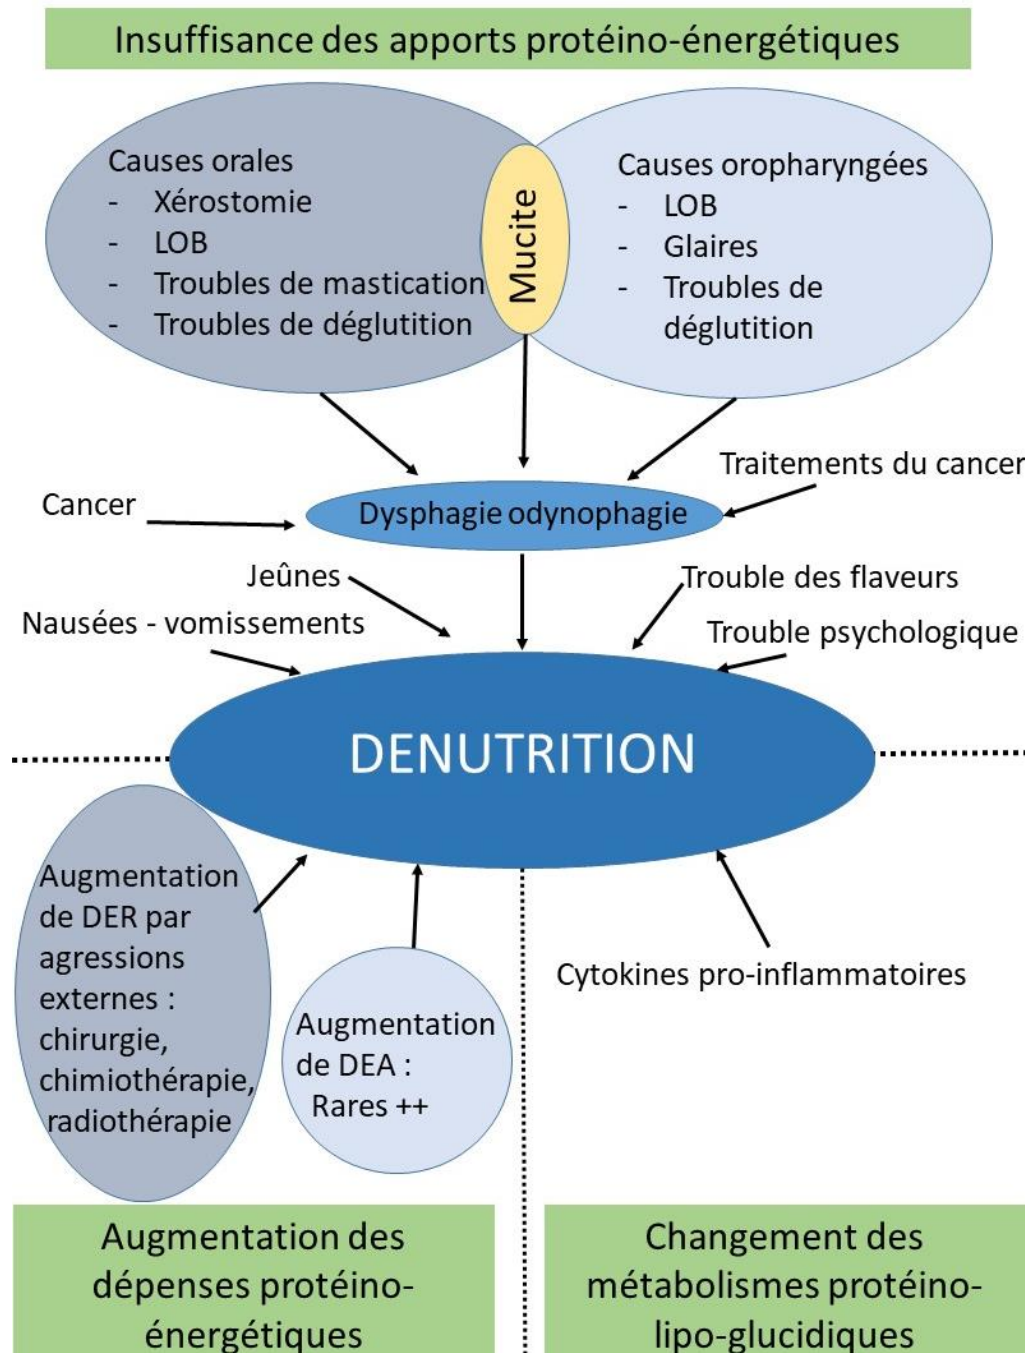 Insuffisance des apports protéino-énergétiques
Causes orales
- Xérostomie
- LOB
- Troubles de mastication
- Troubles de déglutition
Mucite
Causes oropharyngées
- LOB
- Glaires
- Troubles de
déglutition
Traitements du cancer
Cancer
Dysphagie odynophagie
Jeûnes
Trouble des flaveurs
Nausées - vomissements
Trouble psychologique
DENUTRITION
Augmentation
de DER par
agressions
externes :
chirurgie,
chimiothérapie,
radiothérapie
Augmentation
de DEA :
Rares ++
Cytokines pro-inflammatoires
Augmentation des
dépenses protéino-
énergétiques
Changement des
métabolismes protéino-
lipo-glucidiques